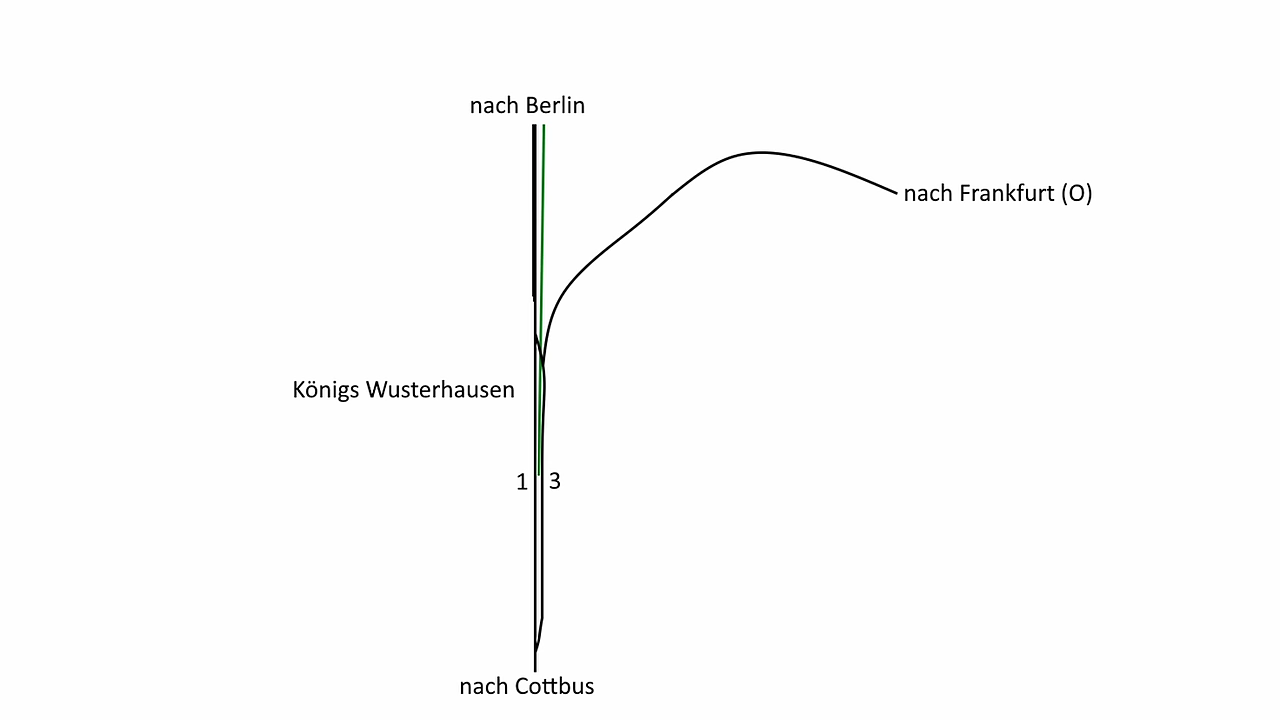 nach Berlin
nach Frankfurt (O)
Königs Wusterhausen
1 3
nach Cottbus